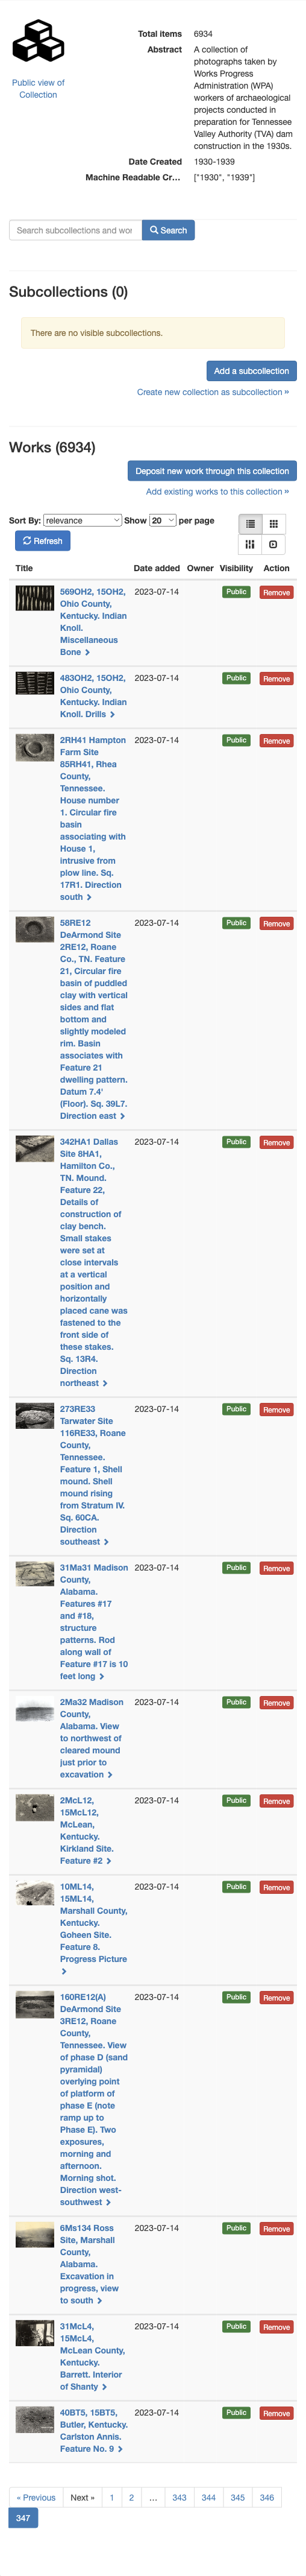 Public view of
Collection
Total items 6934
Abstract A collection of
photographs taken by
Works Progress
Administration (WPA)
workers of archaeological
projects conducted in
preparation for Tennessee
Valley Authority (TVA) dam
construction in the 1930s.
Date Created 1930-1939
Machine Readable Cr... ["1930", "1939"]
Search subcollections and wor Search
Subcollections (0)
There are no visible subcollections.
Add a subcollection
Create new collection as subcollection »
Works (6934)
Deposit new work through this collection
Add existing works to this collection »
Sort By: relevance Show 20 per page
Refresh
Title Date added Owner Visibility Action
569OH2, 15OH2, 2023-07-14 Public Remove
Ohio County,
Kentucky. Indian
Knoll.
Miscellaneous
Bone
483OH2, 15OH2, 2023-07-14 Public Remove
Ohio County,
Kentucky. Indian
Knoll. Drills
2RH41 Hampton 2023-07-14 Public Remove
Farm Site
85RH41, Rhea
County,
Tennessee.
House number
1. Circular fire
basin
associating with
House 1,
intrusive from
plow line. Sq.
17R1. Direction
south
58RE12 2023-07-14 Public Remove
DeArmond Site
2RE12, Roane
Co., TN. Feature
21, Circular fire
basin of puddled
clay with vertical
sides and flat
bottom and
slightly modeled
rim. Basin
associates with
Feature 21
dwelling pattern.
Datum 7.4'
(Floor). Sq. 39L7.
Direction east
342HA1 Dallas 2023-07-14 Public Remove
Site 8HA1,
Hamilton Co.,
TN. Mound.
Feature 22,
Details of
construction of
clay bench.
Small stakes
were set at
close intervals
at a vertical
position and
horizontally
placed cane was
fastened to the
front side of
these stakes.
Sq. 13R4.
Direction
northeast
273RE33 2023-07-14 Public Remove
Tarwater Site
116RE33, Roane
County,
Tennessee.
Feature 1, Shell
mound. Shell
mound rising
from Stratum IV.
Sq. 60CA.
Direction
southeast
31Ma31 Madison 2023-07-14 Public Remove
County,
Alabama.
Features #17
and #18,
structure
patterns. Rod
along wall of
Feature #17 is 10
feet long
2Ma32 Madison 2023-07-14 Public Remove
County,
Alabama. View
to northwest of
cleared mound
just prior to
excavation
2McL12, 2023-07-14 Public Remove
15McL12,
McLean,
Kentucky.
Kirkland Site.
Feature #2
10ML14, 2023-07-14 Public Remove
15ML14,
Marshall County,
Kentucky.
Goheen Site.
Feature 8.
Progress Picture
160RE12(A) 2023-07-14 Public Remove
DeArmond Site
3RE12, Roane
County,
Tennessee. View
of phase D (sand
pyramidal)
overlying point
of platform of
phase E (note
ramp up to
Phase E). Two
exposures,
morning and
afternoon.
Morning shot.
Direction west-
southwest
6Ms134 Ross 2023-07-14 Public Remove
Site, Marshall
County,
Alabama.
Excavation in
progress, view
to south
31McL4, 2023-07-14 Public Remove
15McL4,
McLean County,
Kentucky.
Barrett. Interior
of Shanty
40BT5, 15BT5, 2023-07-14 Public Remove
Butler, Kentucky.
Carlston Annis.
Feature No. 9
« Previous Next » 1 2 … 343 344 345 346
347